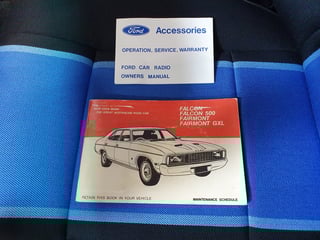 Ford Accessories
OPERATION, SERVICE, WARRANTY
FORD CAR RADIO
OWNERS MANUAL
FALCON
FALCON 500
FAIRMONT
FAIRMONT GXL
RETAIN THIS BOOK IN YOUR VEHICLE
MAINTENANCE SCHEDULE